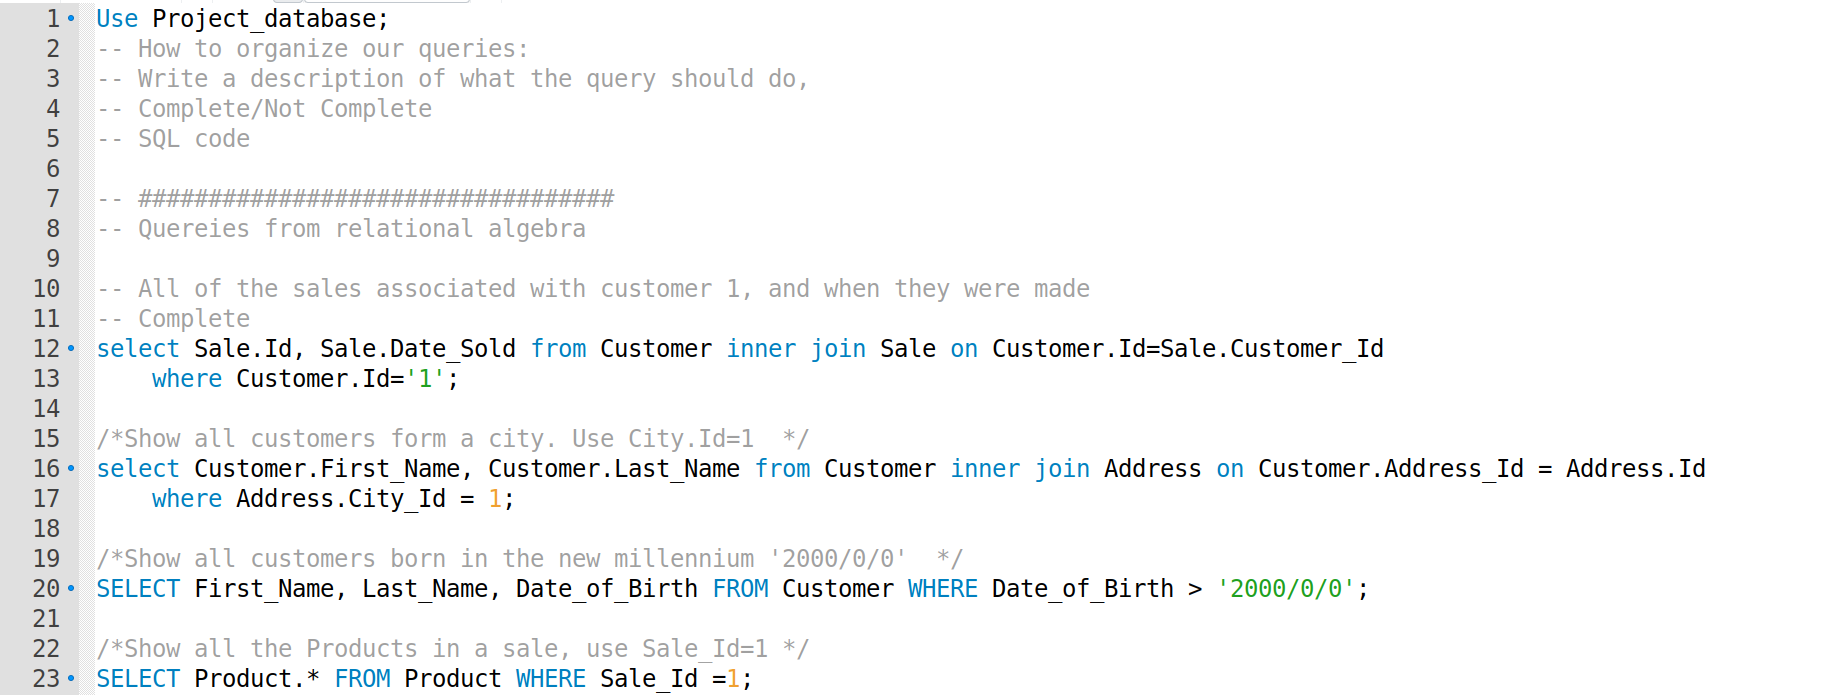 1 Use Project_database;
2 -- How to organize our queries:
3 -- Write a description of what the query should do,
4 -- Complete/Not Complete
5 -- SQL code
6
7 -- ##################################
8 -- Quereies from relational algebra
9
10 -- All of the sales associated with customer 1, and when they were made
11 -- Complete
12 select Sale.Id, Sale.Date_Sold from Customer inner join Sale on Customer.Id=Sale.Customer_Id
13 where Customer.Id='1';
14
15 /*Show all customers form a city. Use City.Id=1  */
16 select Customer.First_Name, Customer.Last_Name from Customer inner join Address on Customer.Address_Id = Address.Id
17 where Address.City_Id = 1;
18
19 /*Show all customers born in the new millennium '2000/0/0'  */
20 SELECT First_Name, Last_Name, Date_of_Birth FROM Customer WHERE Date_of_Birth > '2000/0/0';
21
22 /*Show all the Products in a sale, use Sale_Id=1 */
23 SELECT Product.* FROM Product WHERE Sale_Id =1;